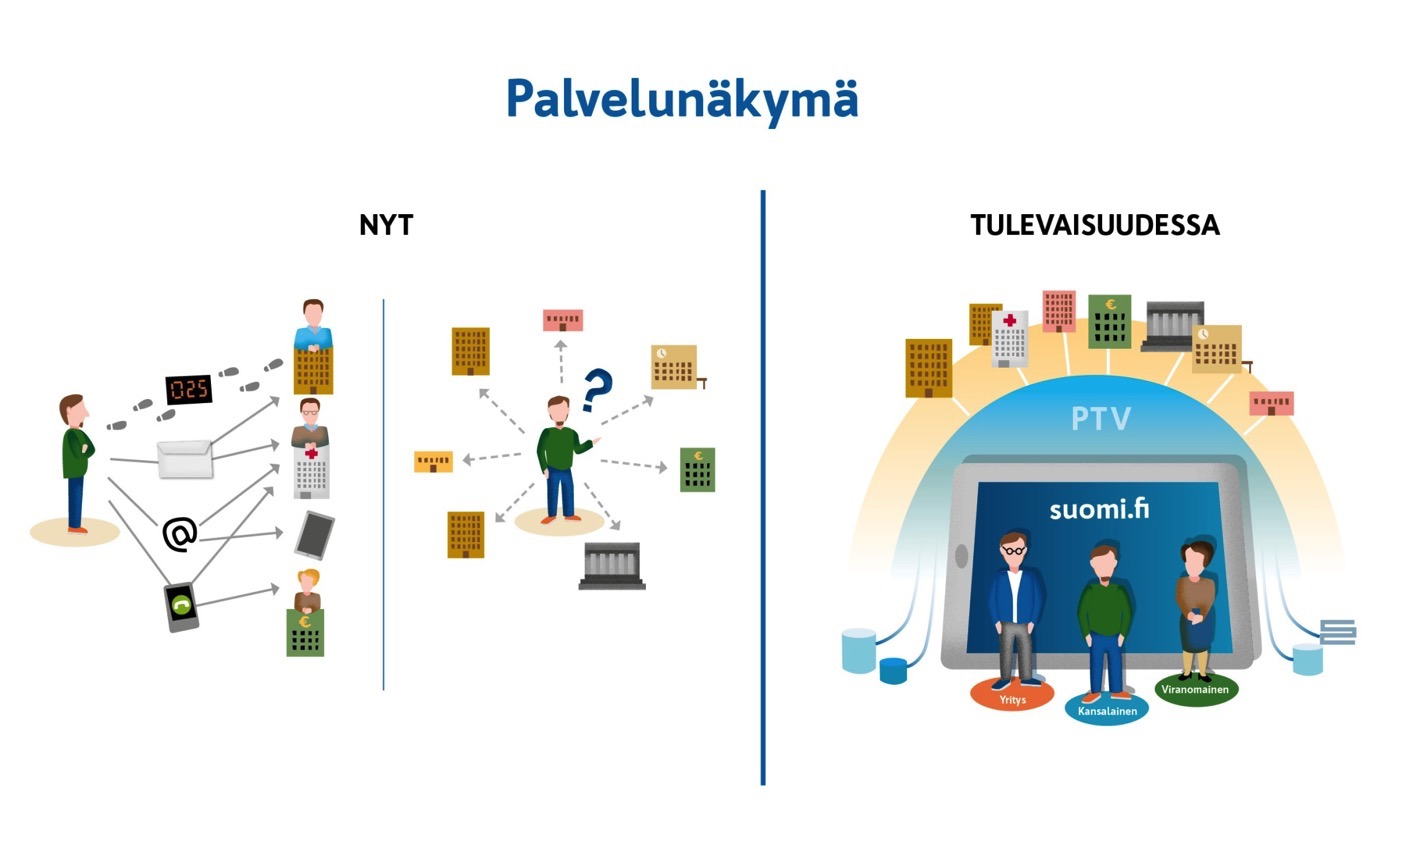 Palvelunäkymä
NYT
TULEVAISUUDESSA
025
@
?
€
€
€
PTV
suomi.fi
Yritys
Kansalainen
Viranomainen